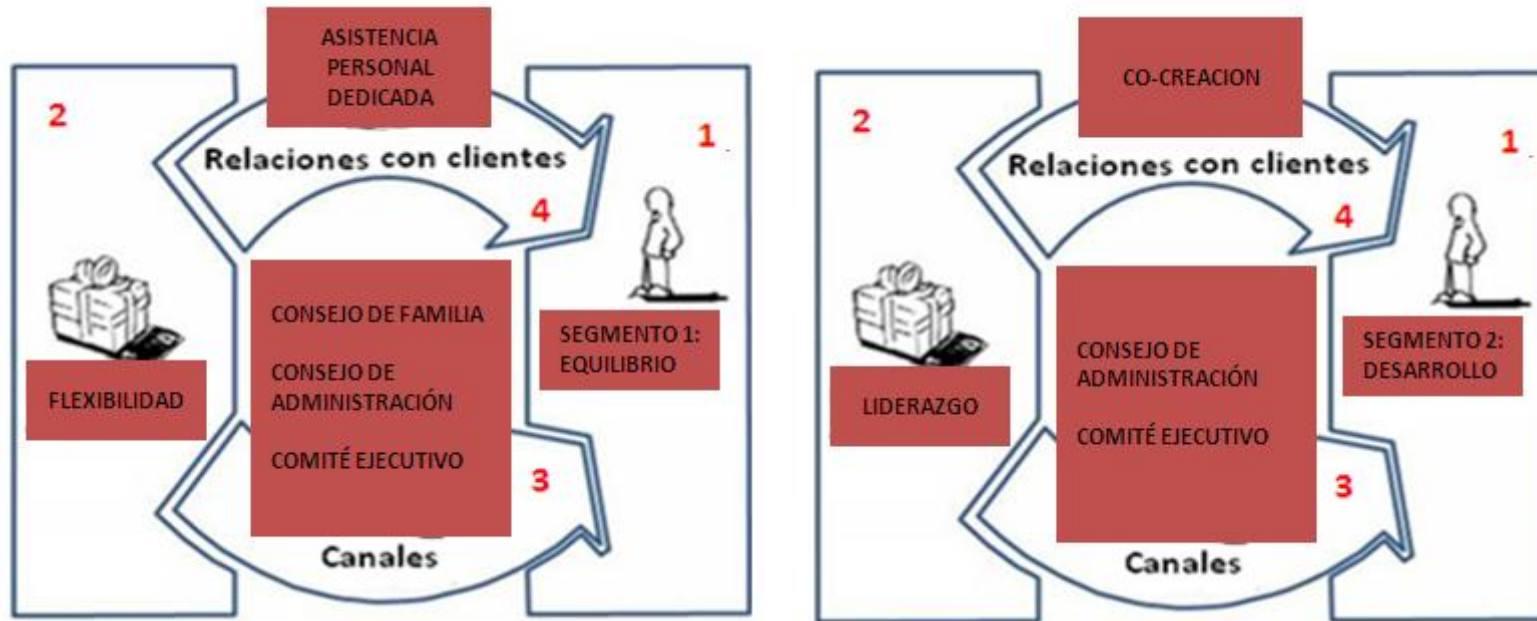 ASISTENCIA
PERSONAL
DEDICADA
2
1
Relaciones con clientes
4
CONSEJO DE FAMILIA
CONSEJO DE
ADMINISTRACIÓN
COMITÉ EJECUTIVO
SEGMENTO 1:
EQUILIBRIO
FLEXIBILIDAD
3
Canales
CO-CREACION
2
1
Relaciones con clientes
4
CONSEJO DE
ADMINISTRACIÓN
COMITÉ EJECUTIVO
SEGMENTO 2:
DESARROLLO
LIDERAZGO
3
Canales